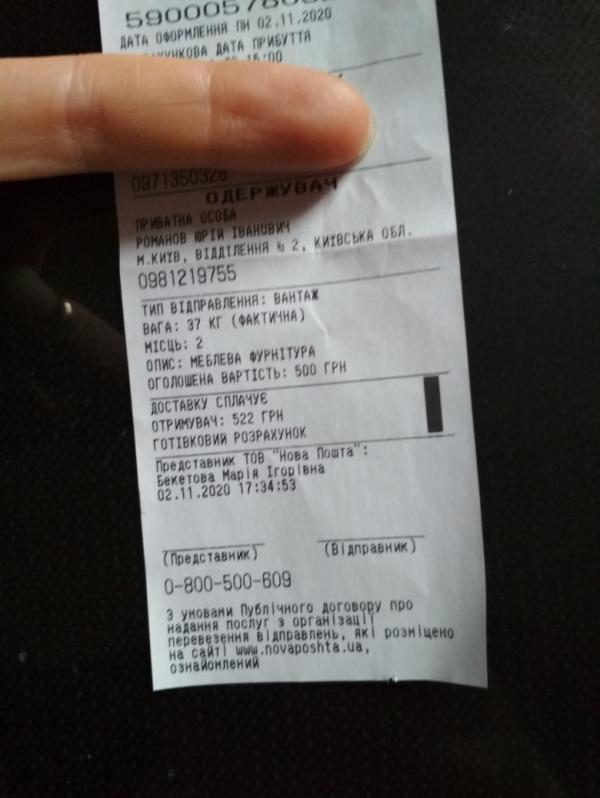 ДАТА ОФОРМЛЕННЯ ПН 02.11.2020
ДАТА ПРИБУТТЯ
15:00
ОДЕРЖУВАЧ
ПРИВАТНА ОСОБА
РОМАНОВ ЮРІЙ ІВАНОВИЧ
М.КИЇВ, ВІДДІЛЕННЯ № 2, КИЇВСЬКА ОБЛ.
0981219755
ТИП ВІДПРАВЛЕННЯ: ВАНТАЖ
ВАГА: 37 КГ (ФАКТИЧНА)
МІСЦЬ: 2
ОПИС: МЕБЛЕВА ФУРНІТУРА
ОГОЛОШЕНА ВАРТІСТЬ: 500 ГРН
ДОСТАВКУ СПЛАЧУЄ
ОТРИМУВАЧ: 522 ГРН
ГОТІВКОВИЙ РОЗРАХУНОК
Представник ТОВ "Нова Пошта":
Бекетова Марія Ігорівна
02.11.2020 17:34:53
(Представник) (Відправник)
0-800-500-609
З умовами Публічного договору про
надання послуг з організації
перевезення відправлень, які розміщено
на сайті www.novaposhta.ua,
ознайомлений